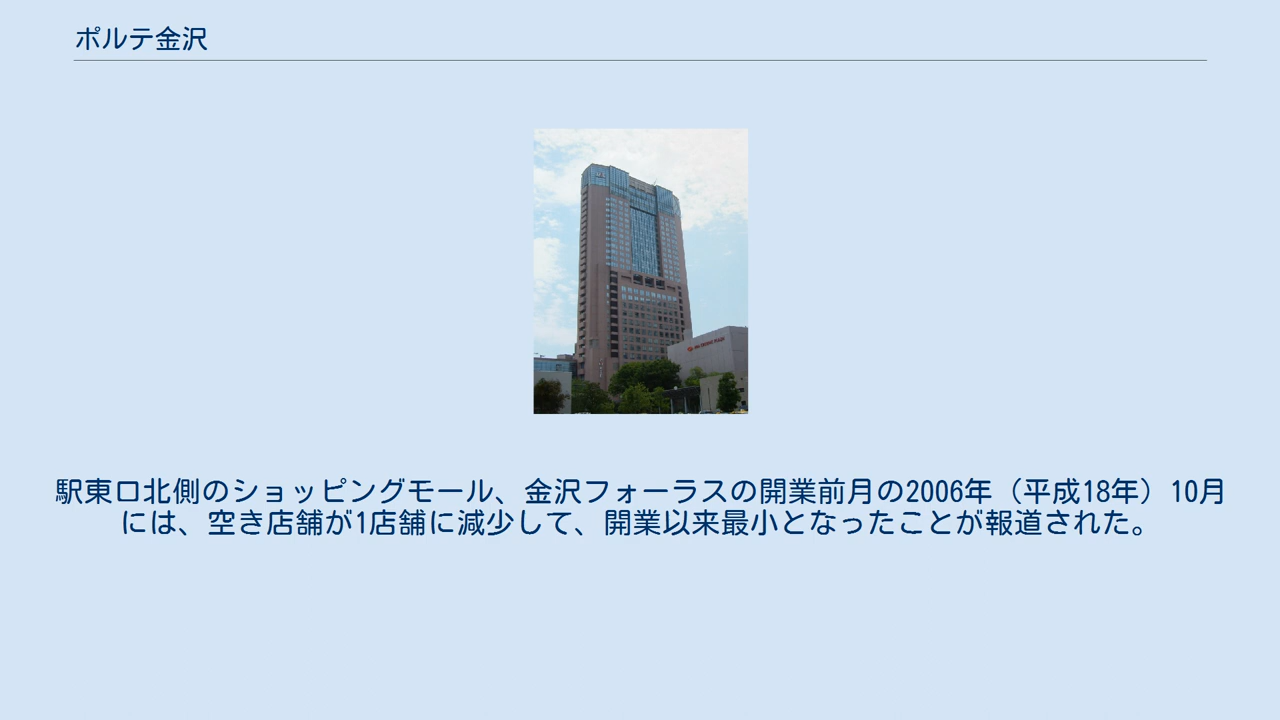 ポルテ金沢
駅東口北側のショッピングモール、金沢フォーラスの開業前月の2006年（平成18年）10月
には、空き店舗が1店舗に減少して、開業以来最小となったことが報道された。